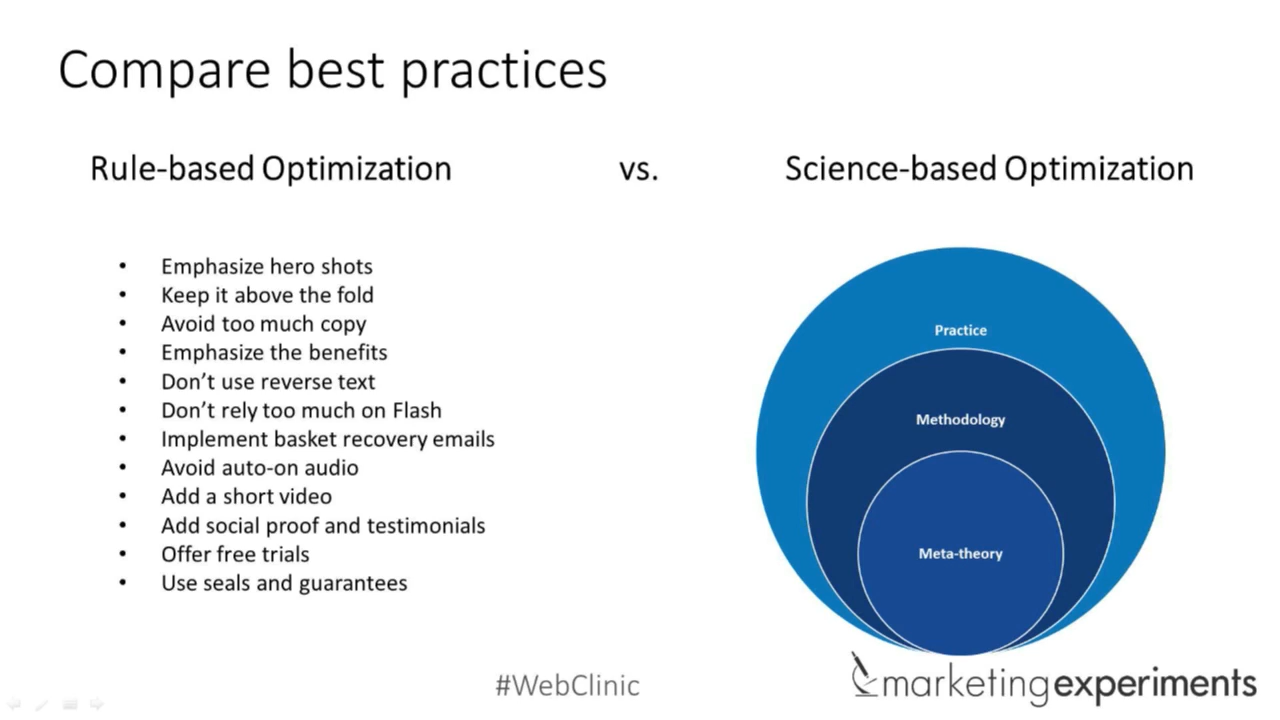 Compare best practices
Rule-based Optimization vs. Science-based Optimization
• Emphasize hero shots
• Keep it above the fold
• Avoid too much copy
• Emphasize the benefits
• Don’t use reverse text
• Don’t rely too much on Flash
• Implement basket recovery emails
• Avoid auto-on audio
• Add a short video
• Add social proof and testimonials
• Offer free trials
• Use seals and guarantees
Practice
Methodology
Meta-theory
#WebClinic
marketingexperiments